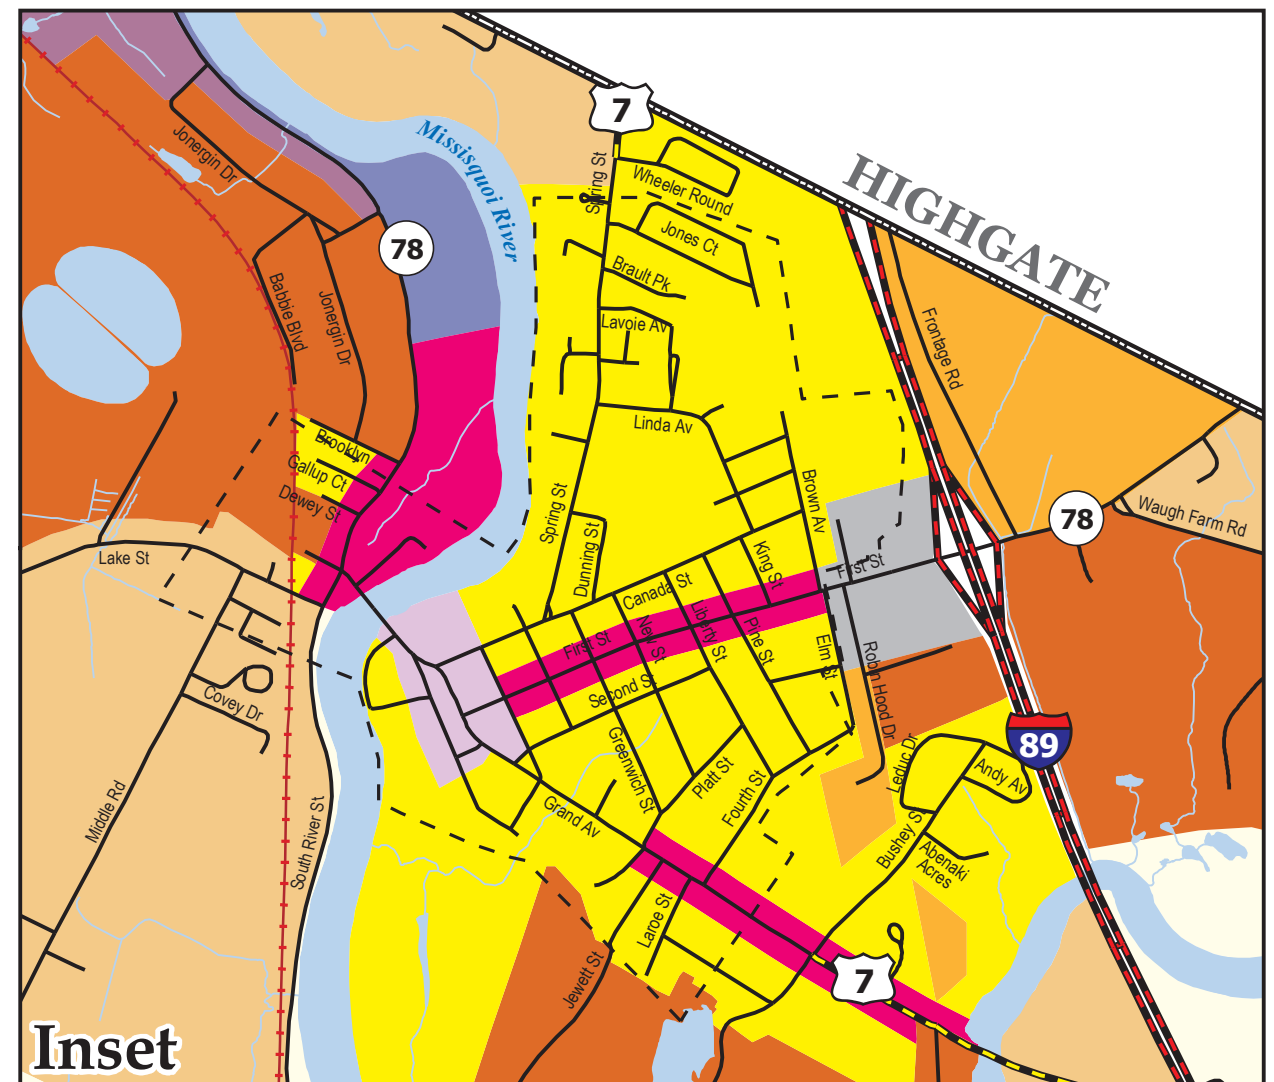 7
Missisquoi River
HIGHGATE
Jonergin Dr
Spring St
Wheeler Round
Jones Ct
78
Brault Pk
Babbie Blvd
Jonergin Dr
Lavoie Av
Frontage Rd
Linda Av
Brooklyn
Gallup Ct
Dewey St
Spring St
Brown Av
78
Waugh Farm Rd
Lake St
Dunning St
King St
First St
Canada St
Liberty St
Pine St
New St
First St
Elm St
Robin Hood Dr
Second St
Covey Dr
Greenwich St
89
Leduc Dr
Andy Av
Platt St
Fourth St
Middle Rd
Grand Av
South River St
Bushey St
Abenaki
Acres
Laroe St
Jewett St
7
Inset